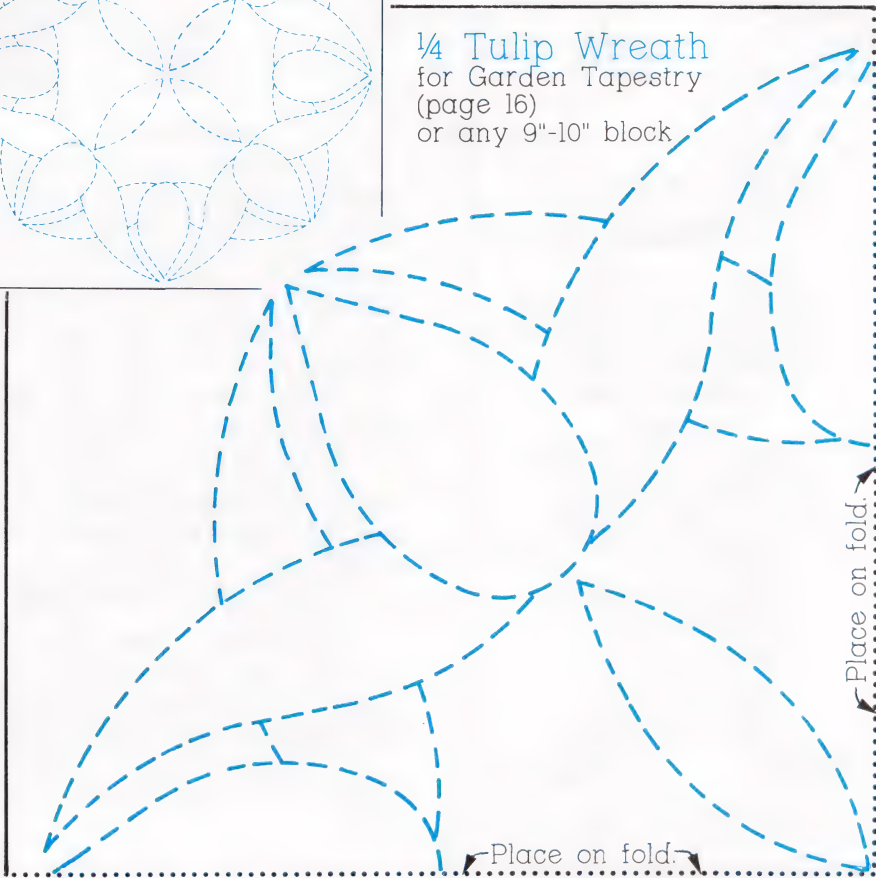 ¼ Tulip Wreath
for Garden Tapestry
(page 16)
or any 9"-10" block
Place on fold.
Place on fold.